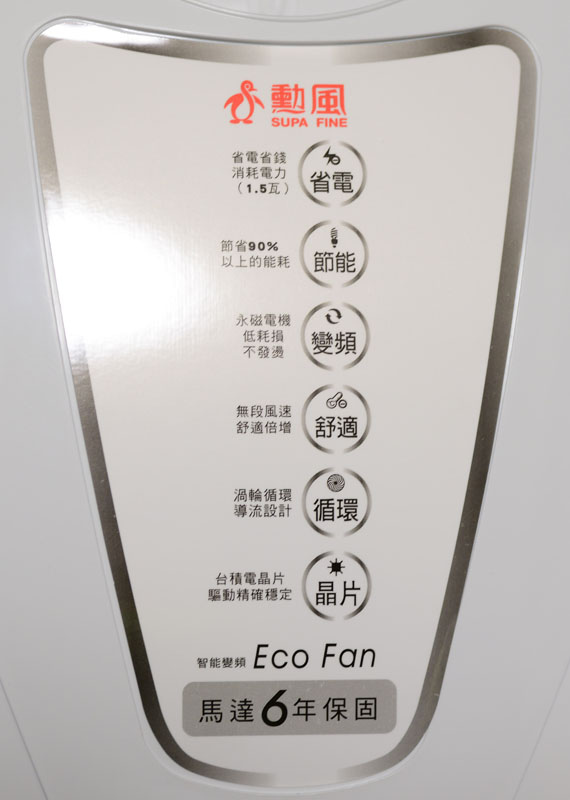 勳風
SUPA FINE
省電省錢
消耗電力
（1.5瓦）
省電
節省90%
以上的能耗
節能
永磁電機
低耗損
不發燙
變頻
無段風速
舒適倍增
舒適
渦輪循環
導流設計
循環
台積電晶片
驅動精確穩定
晶片
智能變頻 Eco Fan
馬達6年保固